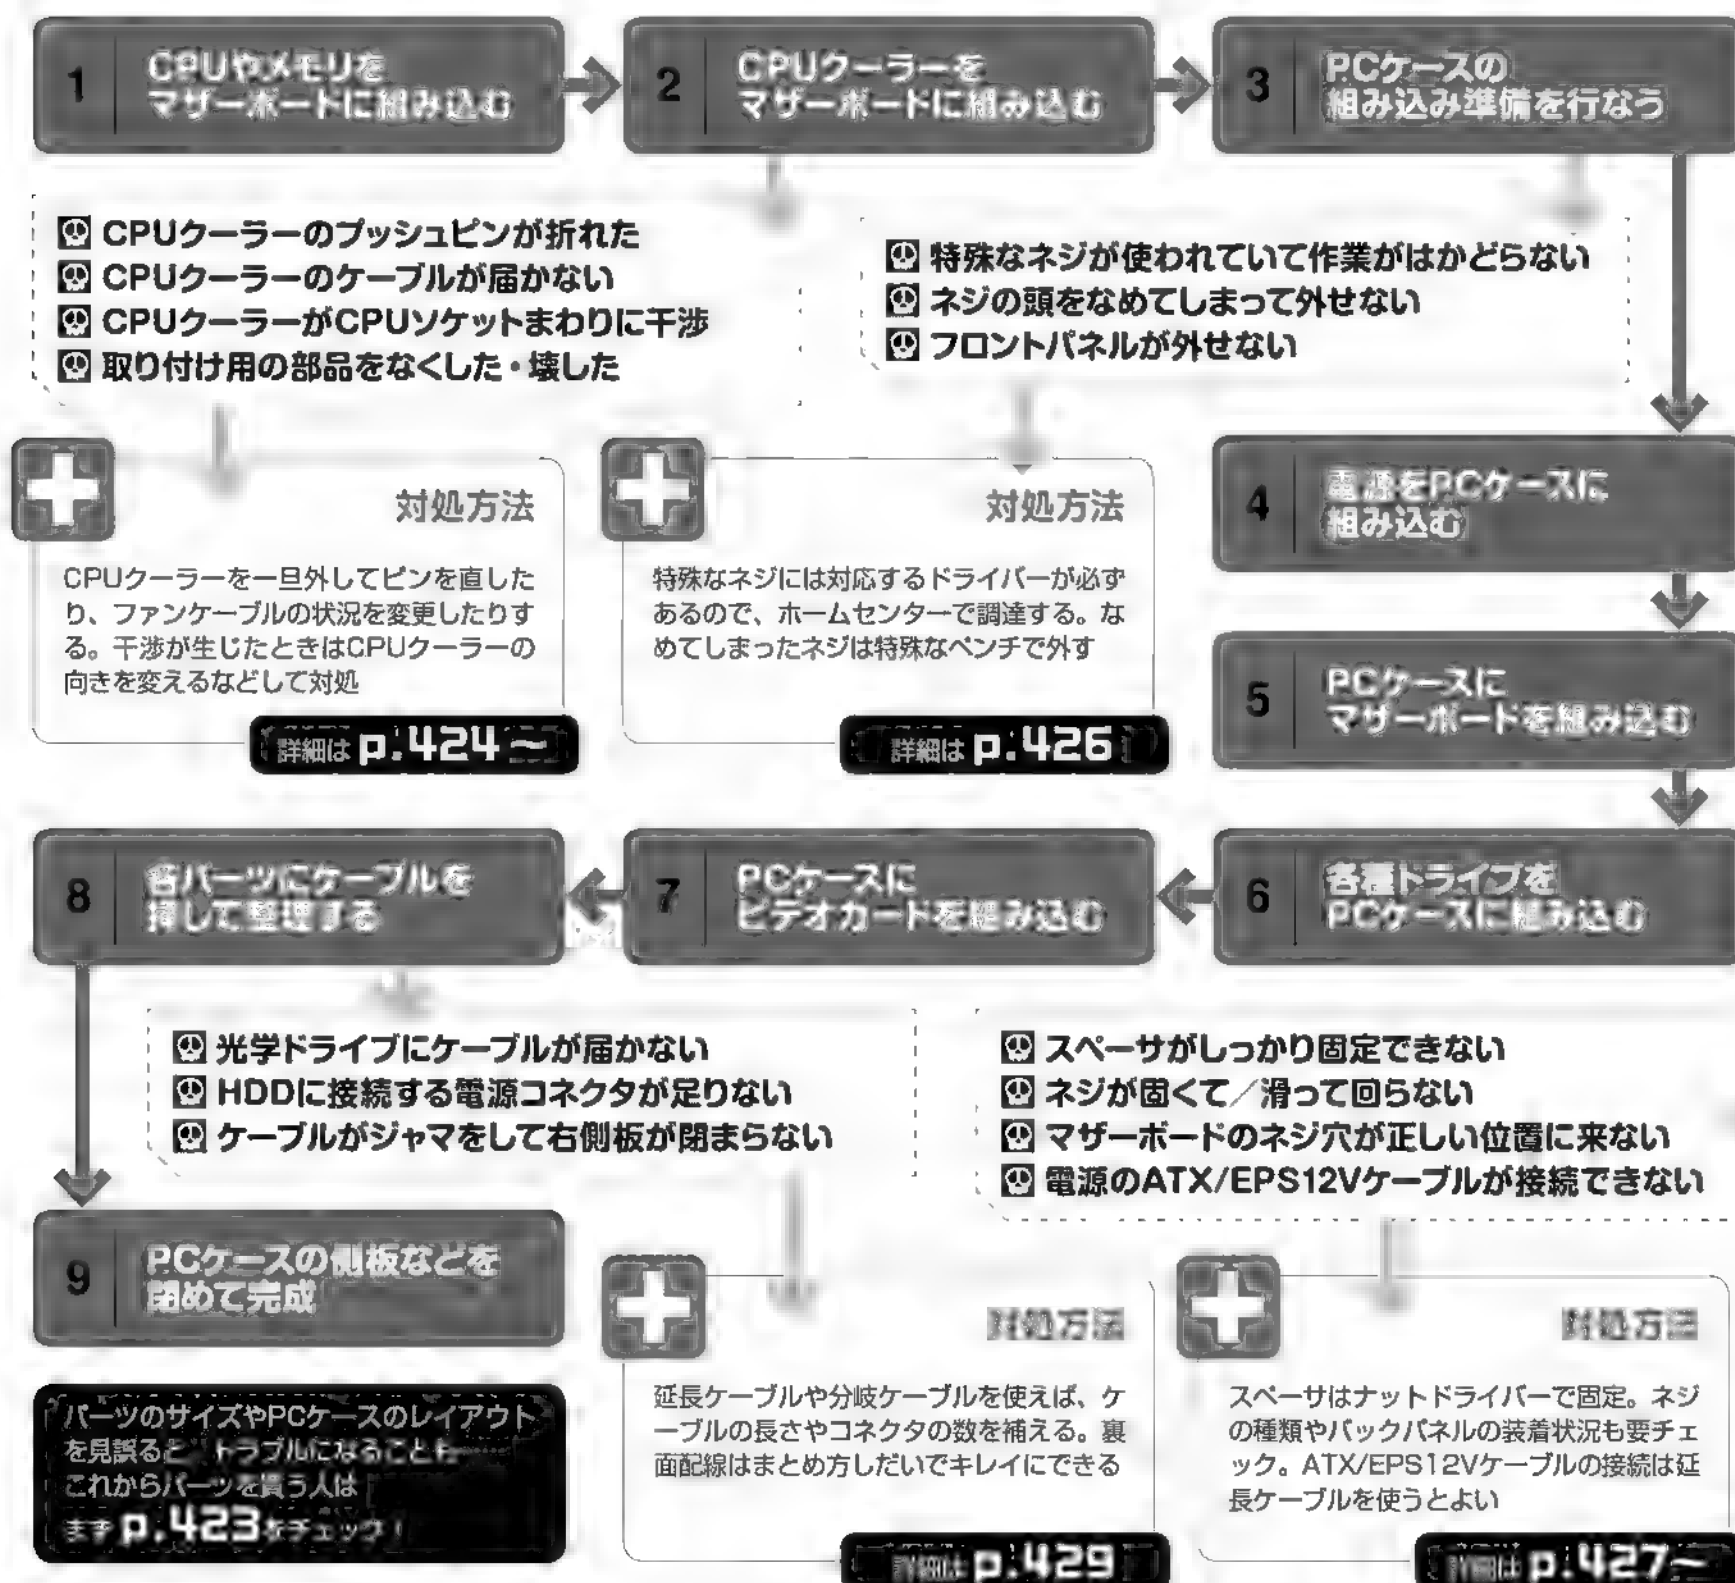 1
CPUやメモリを
マザーボードに組み込む
2
CPUクーラーを
マザーボードに組み込む
3
PCケースの
組み込み準備を行なう
CPUクーラーのプッシュピンが折れた
CPUクーラーのケーブルが届かない
CPUクーラーがCPUソケットまわりに干渉
取り付け用の部品をなくした・壊した
特殊なネジが使われていて作業がはかどらない
ネジの頭をなめてしまって外せない
フロントパネルが外せない
対処方法
CPUクーラーを一旦外してピンを直した
り、ファンケーブルの状況を変更したりす
る。干渉が生じたときはCPUクーラーの
向きを変えるなどして対処
詳細は p.424～
対処方法
特殊なネジには対応するドライバーが必ず
あるので、ホームセンターで調達する。な
めてしまったネジは特殊なペンチで外す
詳細は p.426
4
電源をPCケースに
組み込む
5
PCケースに
マザーボードを組み込む
6
各種ドライブを
PCケースに組み込む
7
PCケースに
ビデオカードを組み込む
8
各パーツにケーブルを
挿して整理する
光学ドライブにケーブルが届かない
HDDに接続する電源コネクタが足りない
ケーブルがジャマをして右側板が閉まらない
スペーサがしっかり固定できない
ネジが固くて／滑って回らない
マザーボードのネジ穴が正しい位置に来ない
電源のATX/EPS12Vケーブルが接続できない
9
PCケースの側板などを
閉めて完成
パーツのサイズやPCケースのレイアウト
を見誤ると、トラブルになることも
これからパーツを買う人は
まず p.423をチェック！
対処方法
延長ケーブルや分岐ケーブルを使えば、ケ
ーブルの長さやコネクタの数を補える。裏
面配線はまとめ方しだいでキレイにできる
詳細は p.429
対処方法
スペーサはナットドライバーで固定。ネジ
の種類やバックパネルの装着状況も要チェ
ック。ATX/EPS12Vケーブルの接続は延
長ケーブルを使うとよい
詳細は p.427～